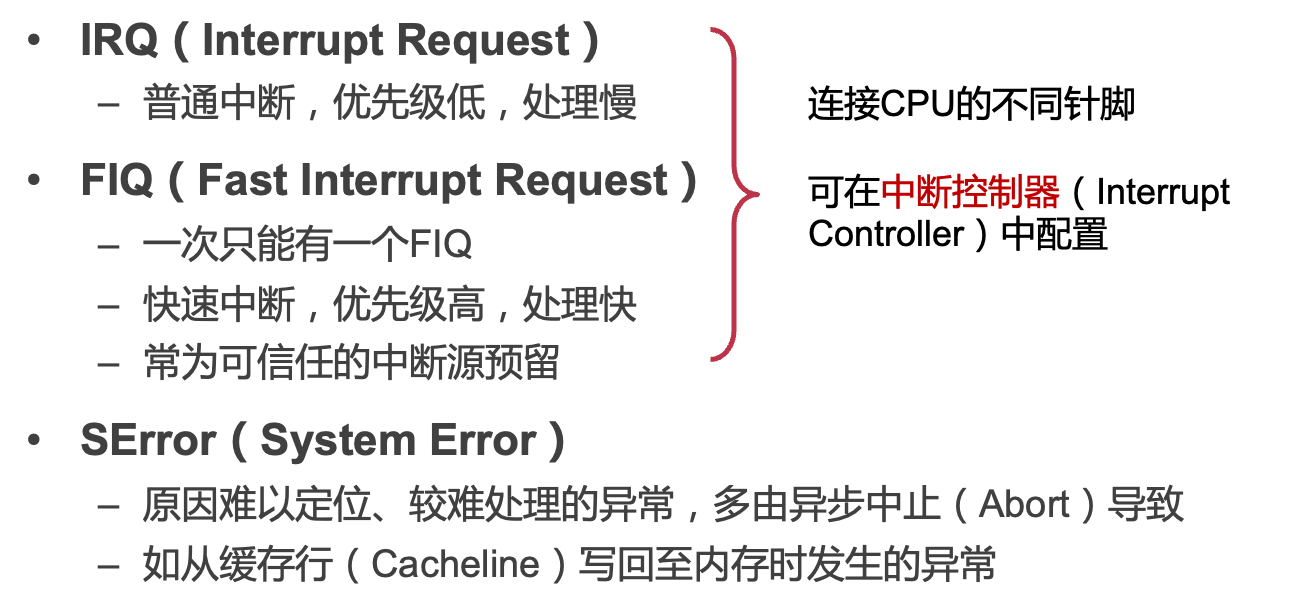 • IRQ（Interrupt Request）
– 普通中断，优先级低，处理慢
• FIQ（Fast Interrupt Request）
– 一次只能有一个FIQ
– 快速中断，优先级高，处理快
– 常为可信任的中断源预留
连接CPU的不同针脚
可在中断控制器（Interrupt
Controller）中配置
• SError（System Error）
– 原因难以定位、较难处理的异常，多由异步中止（Abort）导致
– 如从缓存行（Cacheline）写回至内存时发生的异常